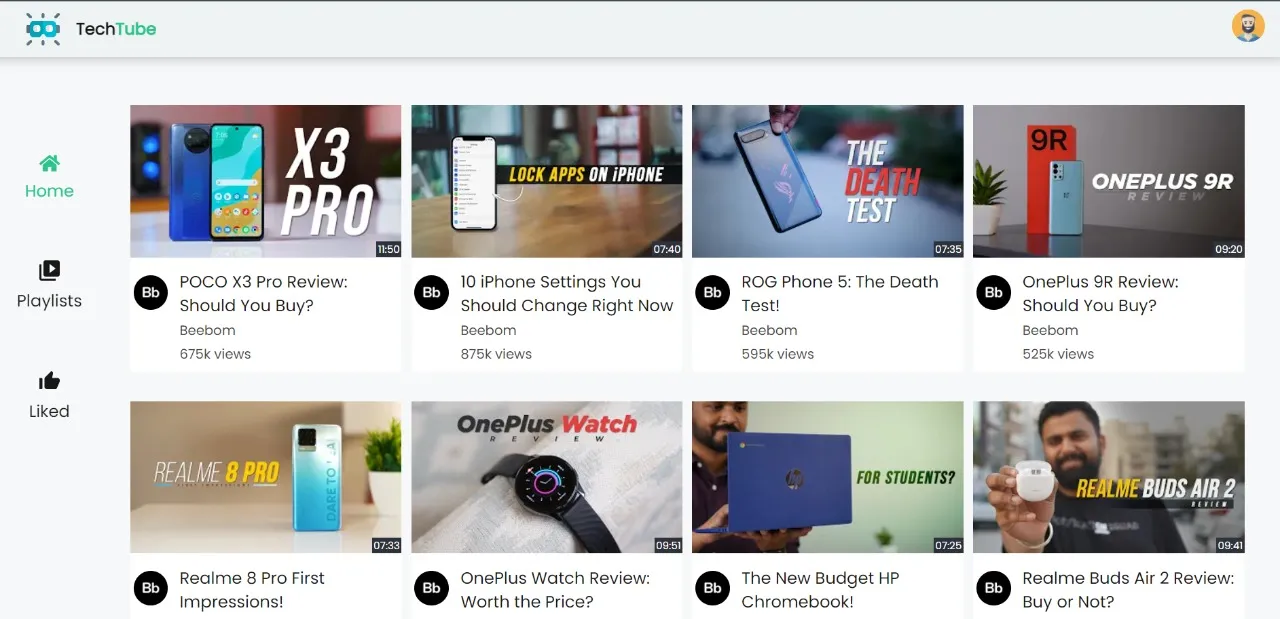 TechTube
Home
Playlists
Liked
X3
PRO
11:50
Bb
POCO X3 Pro Review:
Should You Buy?
Beebom
675k views
LOCK APPS ON iPHONE
07:40
Bb
10 iPhone Settings You
Should Change Right Now
Beebom
875k views
THE
DEATH
TEST
07:35
Bb
ROG Phone 5: The Death
Test!
Beebom
595k views
9R
ONEPLUS 9R
REVIEW
09:20
Bb
OnePlus 9R Review:
Should You Buy?
Beebom
525k views
REALME 8 PRO
07:33
Bb
Realme 8 Pro First
Impressions!
OnePlus Watch
REVIEW
09:51
Bb
OnePlus Watch Review:
Worth the Price?
FOR STUDENTS?
07:25
Bb
The New Budget HP
Chromebook!
REALME BUDS AIR 2
REVIEW
09:41
Bb
Realme Buds Air 2 Review:
Buy or Not?